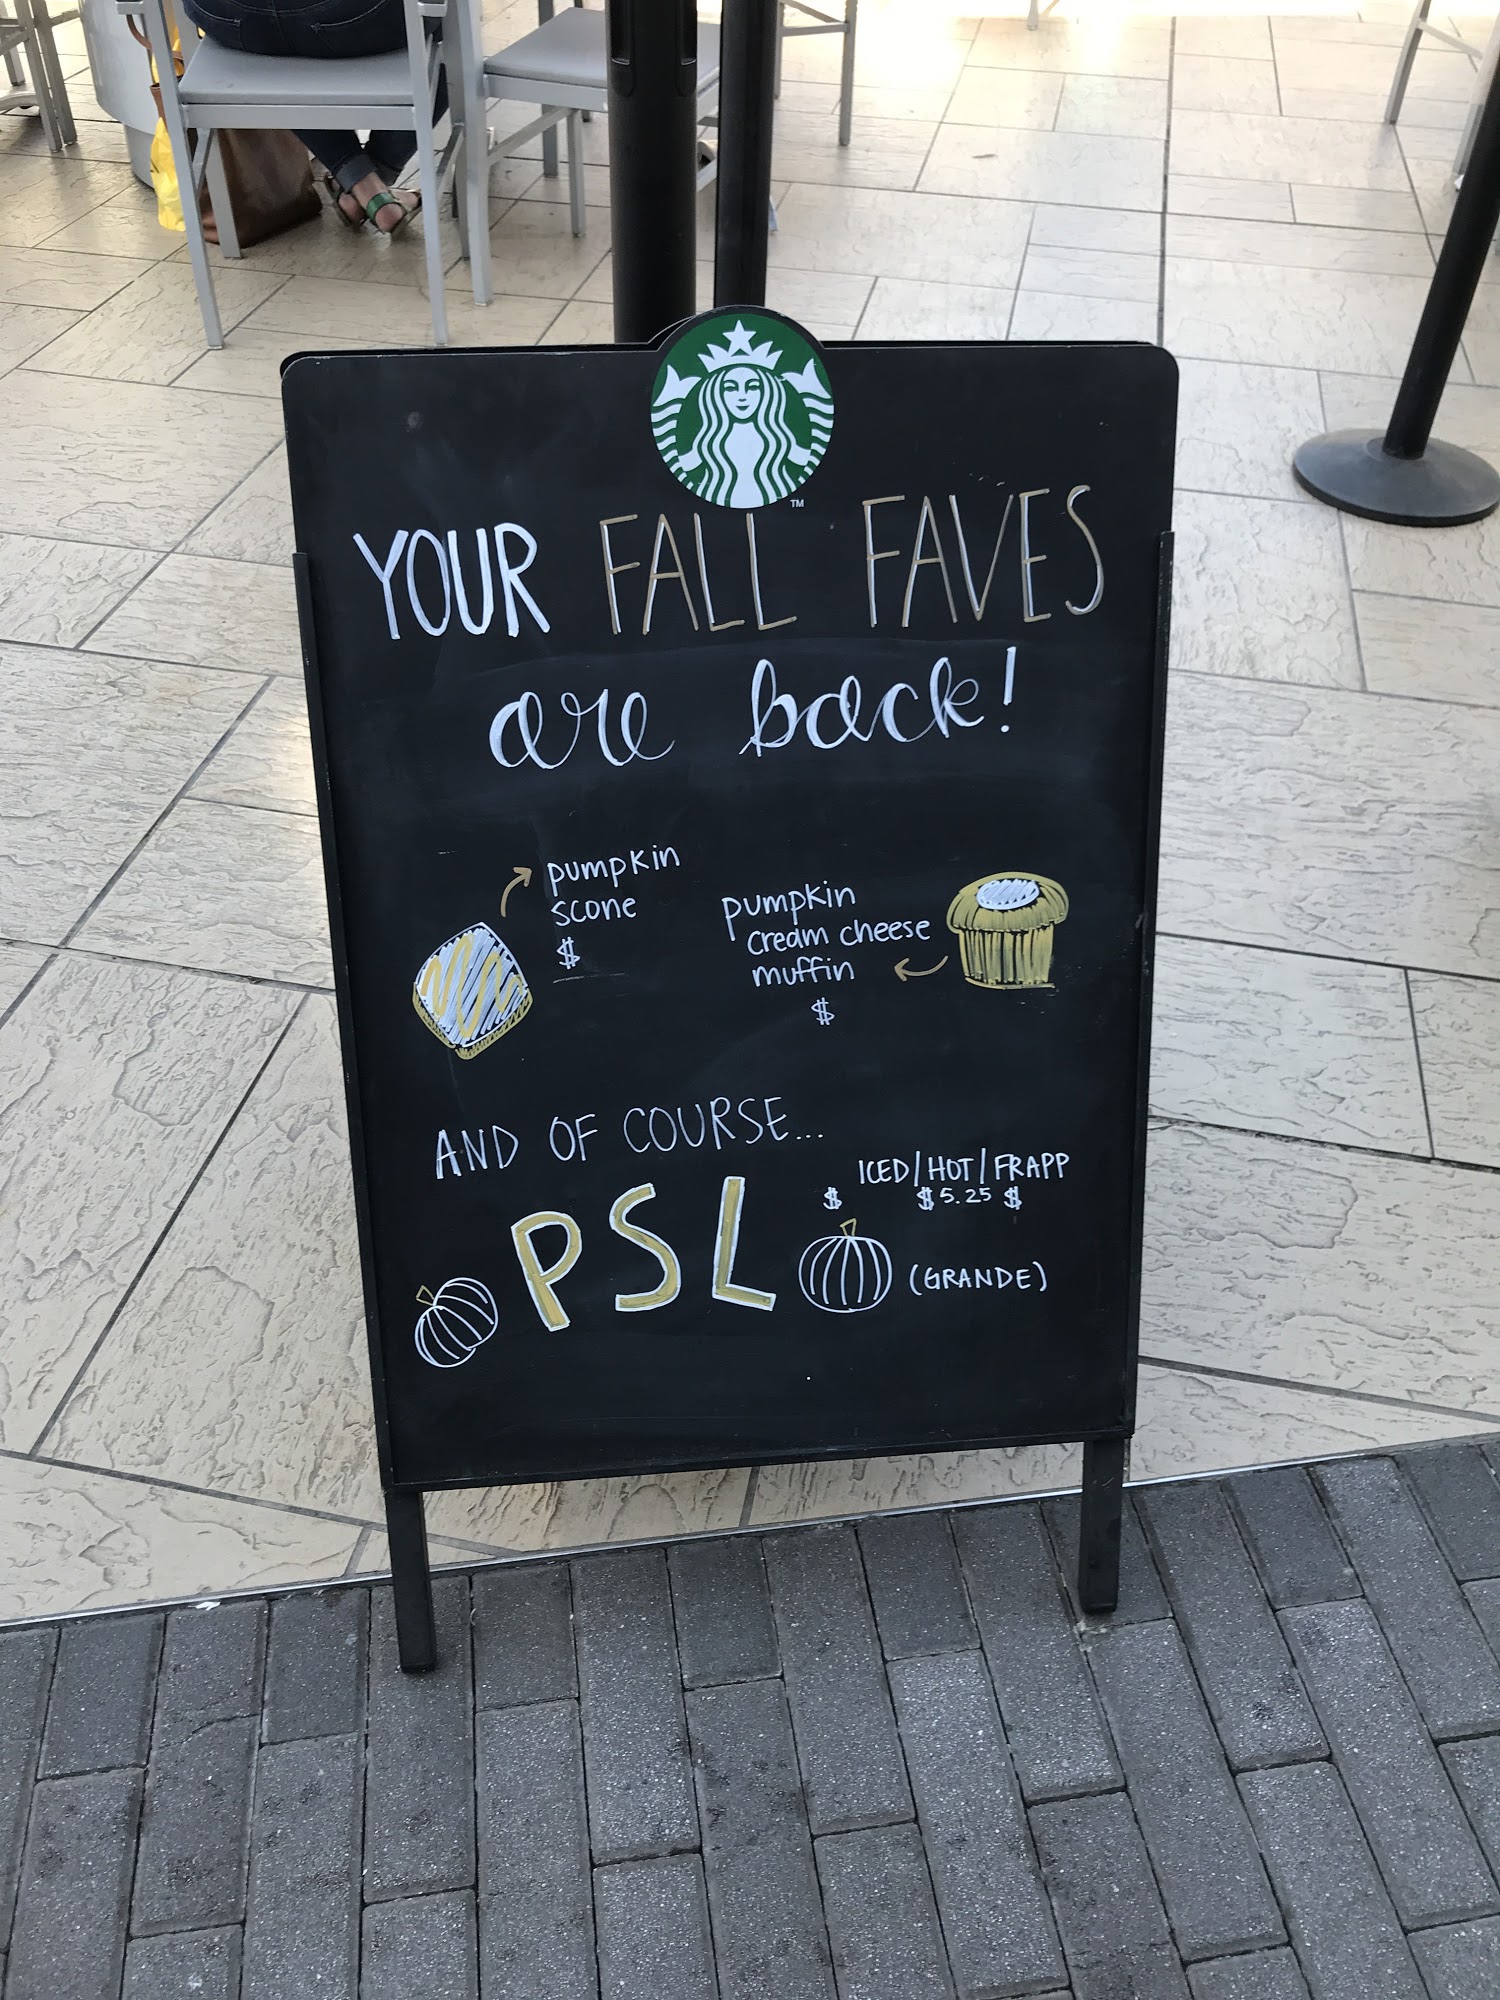 TM
YOUR FALL FAVES
are back!
pumpkin
scone
$
pumpkin
cream cheese
muffin
$
AND OF COURSE...
PSL
ICED/HOT/FRAPP
$ $5.25 $
(GRANDE)